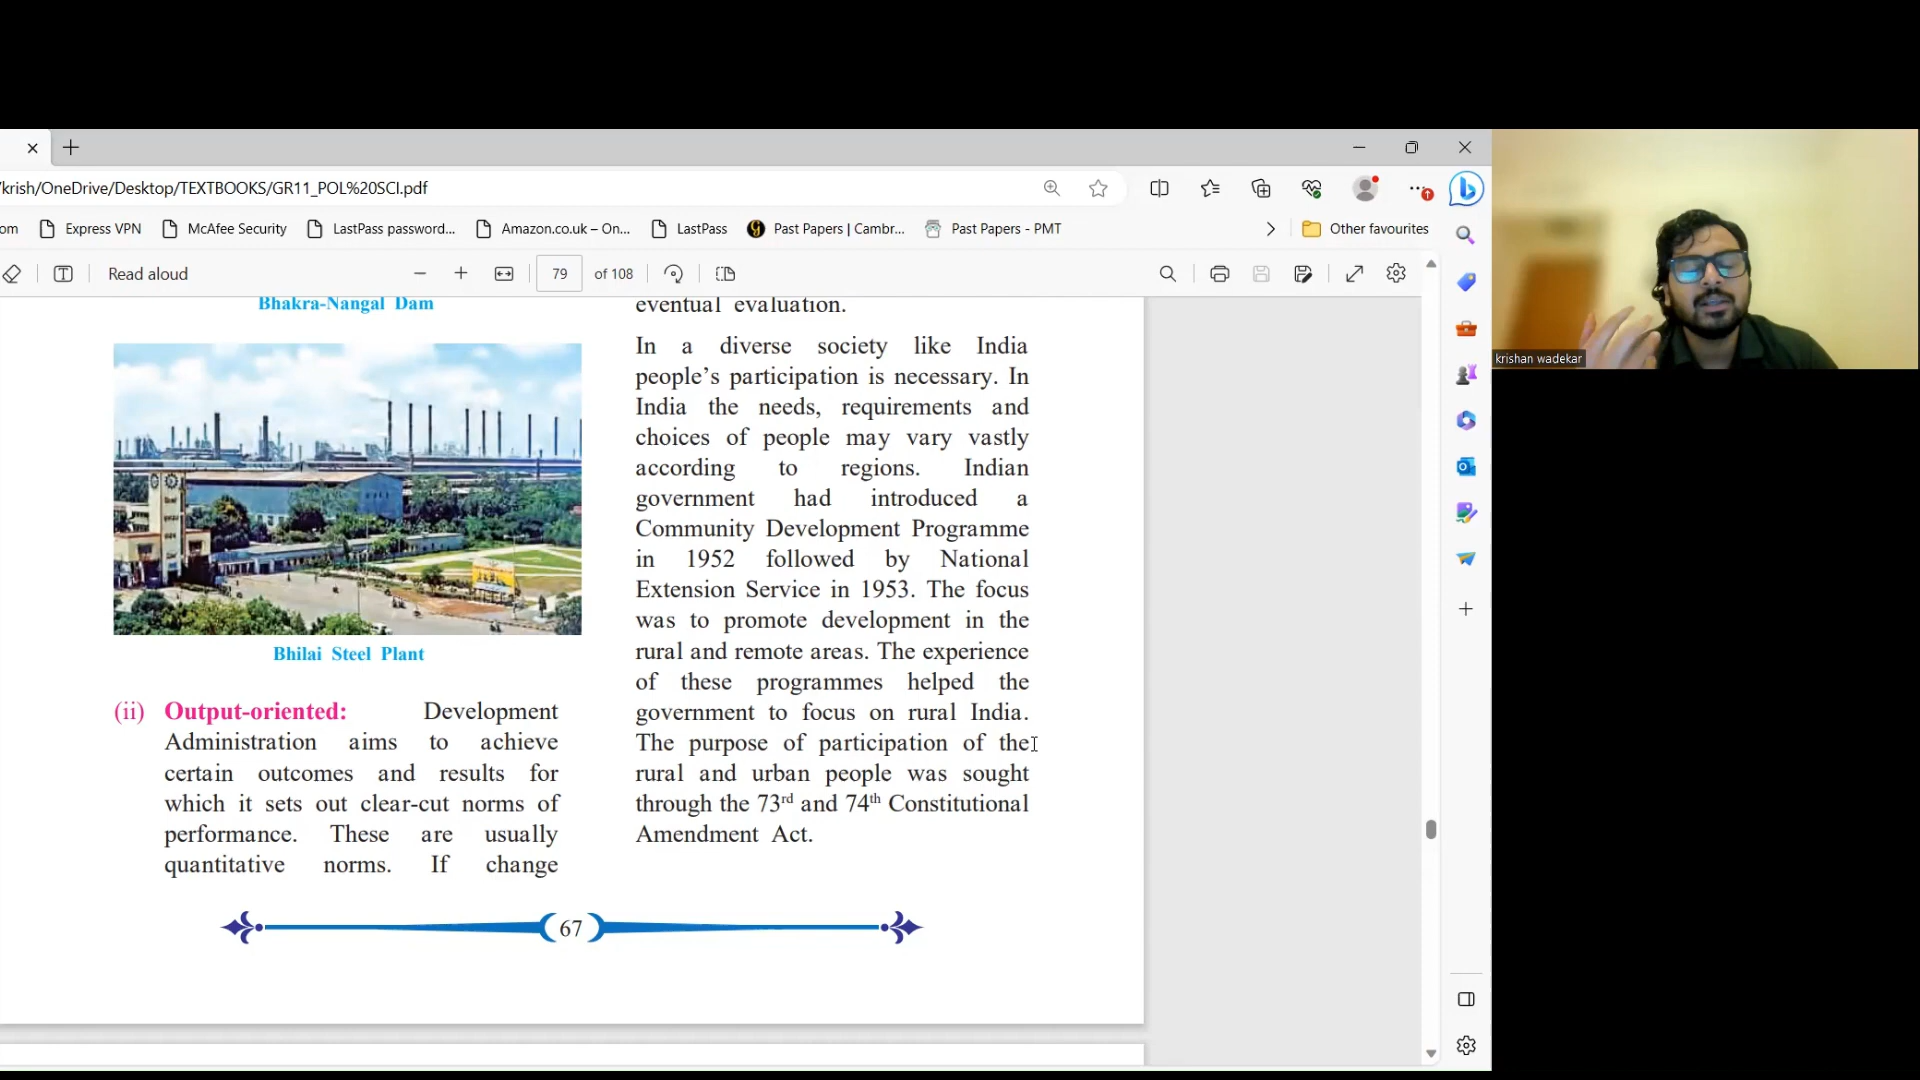 /krish/OneDrive/Desktop/TEXTBOOKS/GR11_POL%20SCI.pdf
om
Express VPN
McAfee Security
LastPass password...
Amazon.co.uk – On...
LastPass
Past Papers | Cambr...
Past Papers - PMT
Other favourites
Read aloud
79 of 108
Bhakra-Nangal Dam
Bhilai Steel Plant
(ii) Output-oriented: Development
Administration aims to achieve
certain outcomes and results for
which it sets out clear-cut norms of
performance. These are usually
quantitative norms. If change
eventual evaluation.
In a diverse society like India
people's participation is necessary. In
India the needs, requirements and
choices of people may vary vastly
according to regions. Indian
government had introduced a
Community Development Programme
in 1952 followed by National
Extension Service in 1953. The focus
was to promote development in the
rural and remote areas. The experience
of these programmes helped the
government to focus on rural India.
The purpose of participation of the
rural and urban people was sought
through the 73rd and 74th Constitutional
Amendment Act.
67
krishan wadekar